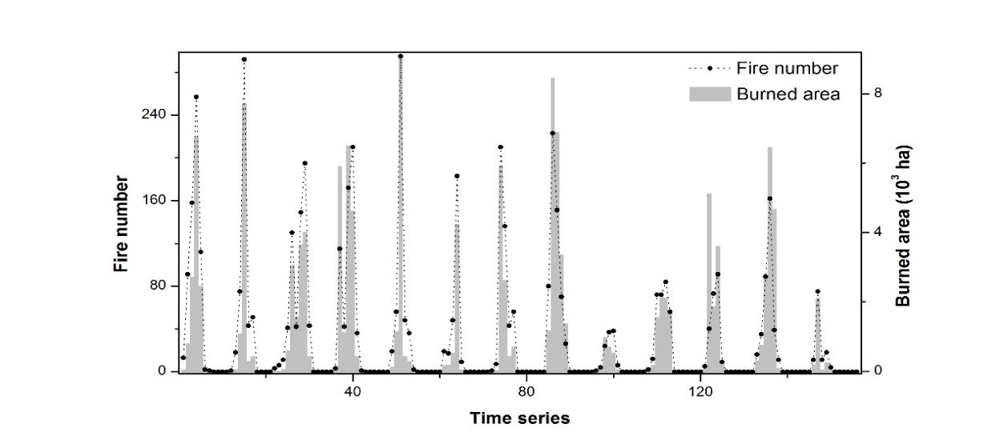 Fire number
Burned area
240
160
80
0
Fire number
8
4
0
Burned area (10³ ha)
40
80
120
Time series